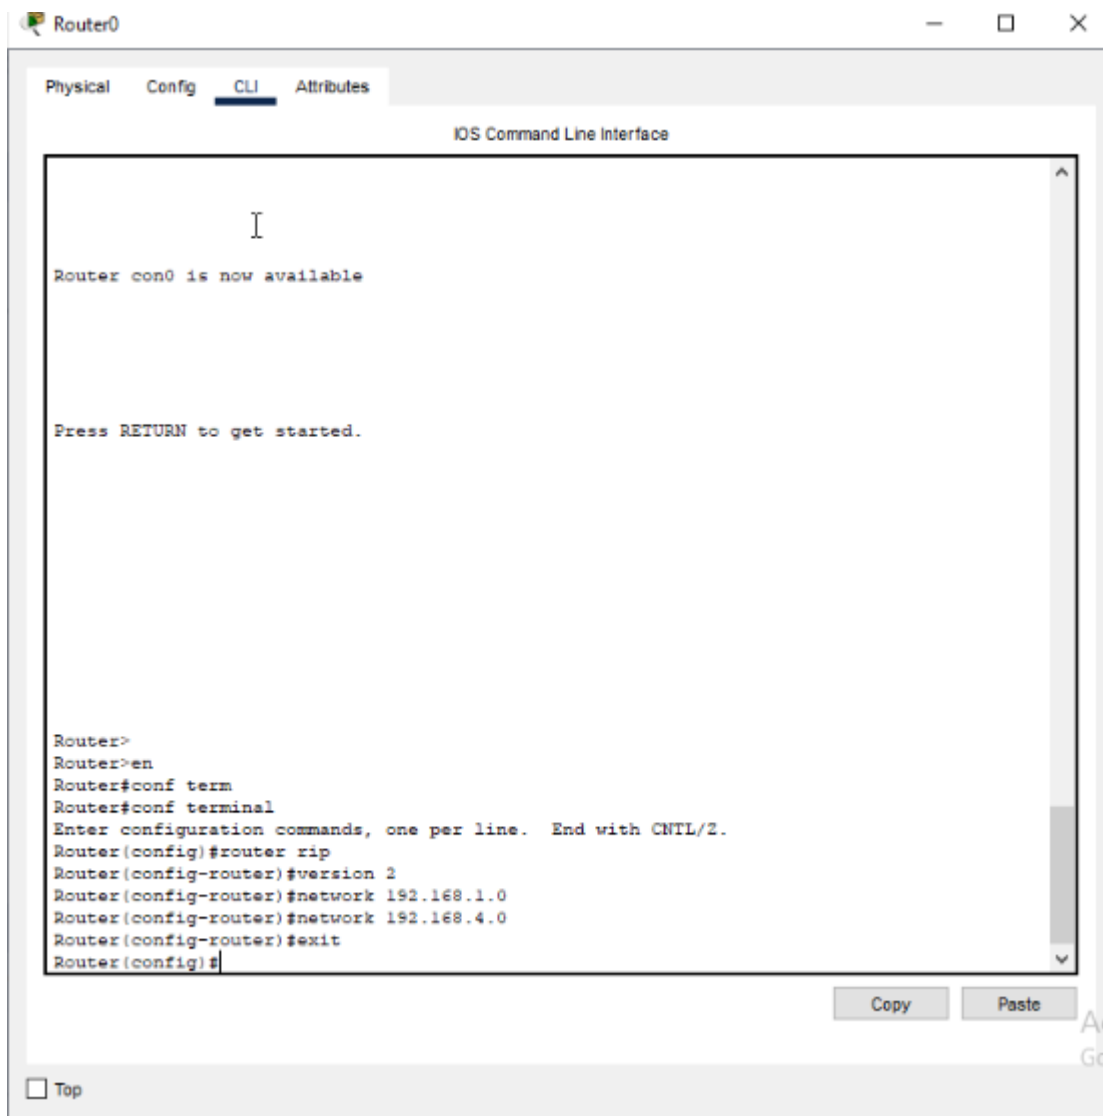 Router0
Physical Config CLI Attributes
IOS Command Line Interface
Router con0 is now available
Press RETURN to get started.
Router>
Router>en
Router#conf term
Router#conf terminal
Enter configuration commands, one per line.  End with CNTL/Z.
Router(config)#router rip
Router(config-router)#version 2
Router(config-router)#network 192.168.1.0
Router(config-router)#network 192.168.4.0
Router(config-router)#exit
Router(config)#
Copy Paste
Top